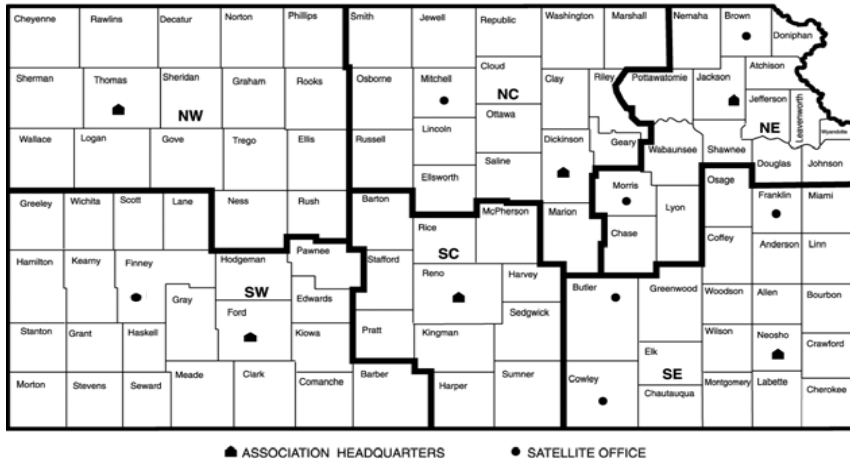 Cheyenne Rawlins Decatur Norton Phillips Smith Jewell Republic Washington Marshall Nemaha Brown
Doniphan
Sherman Thomas Sheridan Graham Rooks Osborne Mitchell Cloud Clay Riley Pottawatomie Jackson Atchison
NW NC Jefferson Leavenworth
Wallace Logan Gove Trego Ellis Russell Lincoln Ottawa Dickinson Geary Wabaunsee Shawnee NE Wyandotte
Ellsworth Saline Morris Douglas Johnson
Greeley Wichita Scott Lane Ness Rush Barton McPherson Marion Lyon Osage Franklin Miami
Rice Chase
Hamilton Kearny Finney Hodgeman Pawnee Stafford SC Coffey Anderson Linn
SW Reno Harvey
Gray Edwards Butler Greenwood Woodson Allen Bourbon
Ford Sedgwick
Stanton Grant Haskell Kiowa Pratt Kingman Wilson Neosho Crawford
Elk
Morton Stevens Seward Meade Clark Comanche Barber Harper Sumner Cowley SE Montgomery Labette Cherokee
Chautauqua
ASSOCIATION HEADQUARTERS SATELLITE OFFICE